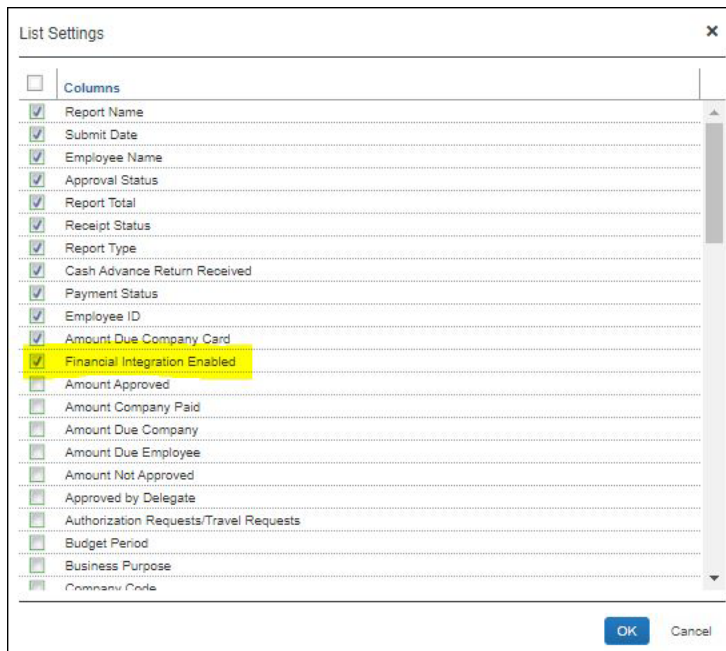 List Settings
Columns
Report Name
Submit Date
Employee Name
Approval Status
Report Total
Receipt Status
Report Type
Cash Advance Return Received
Payment Status
Employee ID
Amount Due Company Card
Financial Integration Enabled
Amount Approved
Amount Company Paid
Amount Due Company
Amount Due Employee
Amount Not Approved
Approved by Delegate
Authorization Requests/Travel Requests
Budget Period
Business Purpose
Company Code
OK Cancel